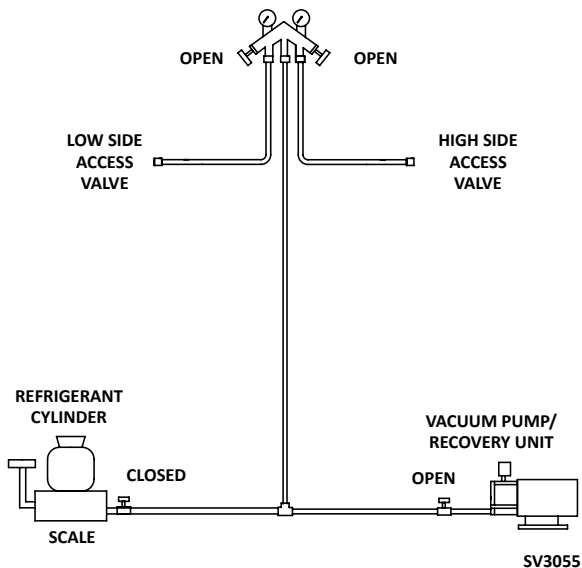 OPEN
OPEN
LOW SIDE
ACCESS
VALVE
HIGH SIDE
ACCESS
VALVE
REFRIGERANT
CYLINDER
VACUUM PUMP/
RECOVERY UNIT
CLOSED
OPEN
SCALE
SV3055